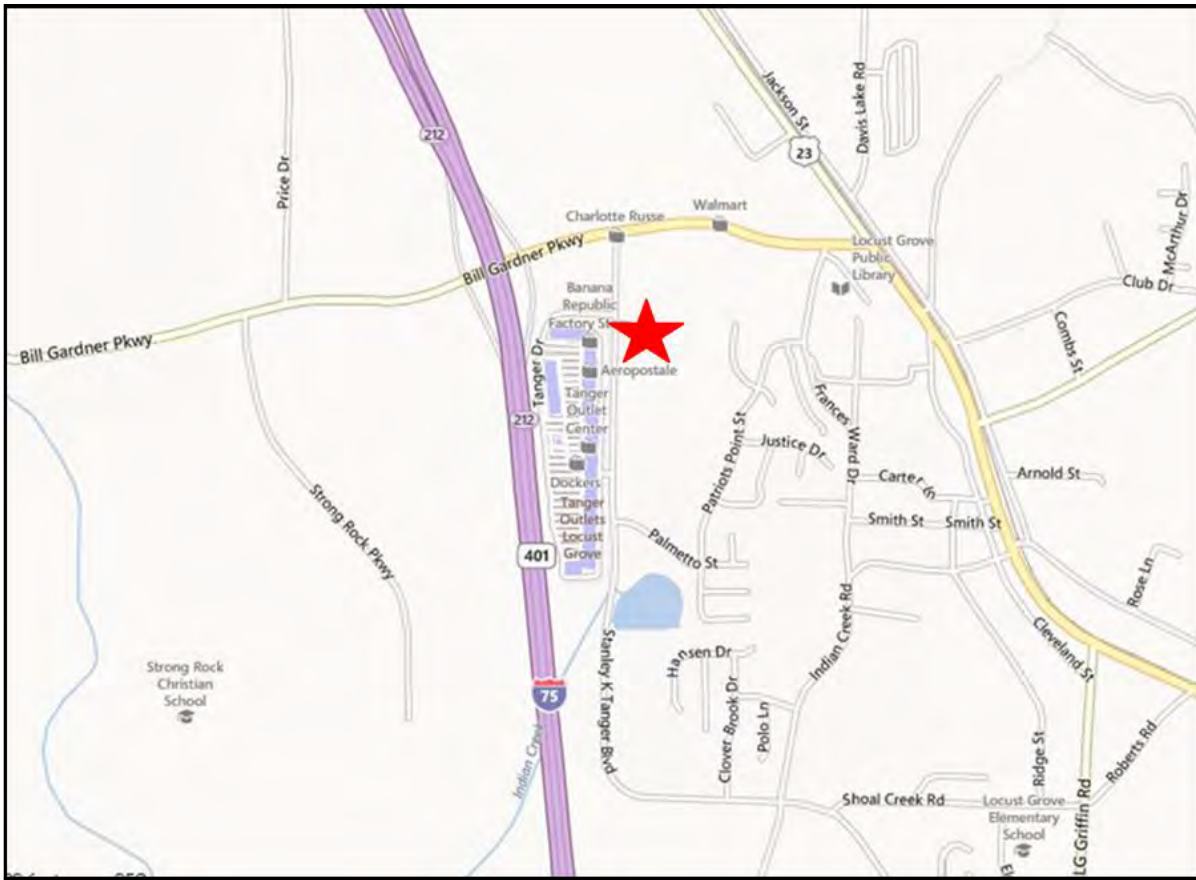 Jackson St
Davis Lake Rd
212
23
Price Dr
McArthur Dr
Walmart
Charlotte Russe
Locust Grove
Public
Library
Bill Gardner Pkwy
Club Dr
Banana
Republic
Combs St
Bill Gardner Pkwy
Tanger Dr
Aeropostale
Tanger
Outlet
Center
212
Frances Ward Dr
Patriots Point St
Justice Dr
Dockers
Carter
Arnold St
Tanger
Outlets
Locust
Grove
Smith St
Smith St
Strong Rock Pkwy
Palmetto St
401
Rose Ln
Indian Creek Rd
Cleveland St
Stanley K Tanger Blvd
Hansen Dr
Strong Rock
Christian
School
75
Clover Brook Dr
Polo Ln
Indian Creek
Ridge St
Roberts Rd
Shoal Creek Rd
Locust Grove
Elementary
School
LG Griffin Rd